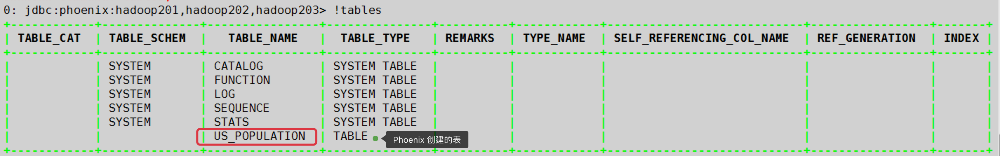 0: jdbc:phoenix:hadoop201,hadoop202,hadoop203> !tables
+------------+--------------+---------------+---------------+----------+------------+----------------------------+-----------------+--------+
| TABLE_CAT | TABLE_SCHEM | TABLE_NAME | TABLE_TYPE | REMARKS | TYPE_NAME | SELF_REFERENCING_COL_NAME | REF_GENERATION | INDEX |
+------------+--------------+---------------+---------------+----------+------------+----------------------------+-----------------+--------+
| | SYSTEM | CATALOG | SYSTEM TABLE | | | | | |
| | SYSTEM | FUNCTION | SYSTEM TABLE | | | | | |
| | SYSTEM | LOG | SYSTEM TABLE | | | | | |
| | SYSTEM | SEQUENCE | SYSTEM TABLE | | | | | |
| | SYSTEM | STATS | SYSTEM TABLE | | | | | |
| | | US_POPULATION | TABLE Phoenix 创建的表 | | | | | |
+------------+--------------+---------------+---------------+----------+------------+----------------------------+-----------------+--------+